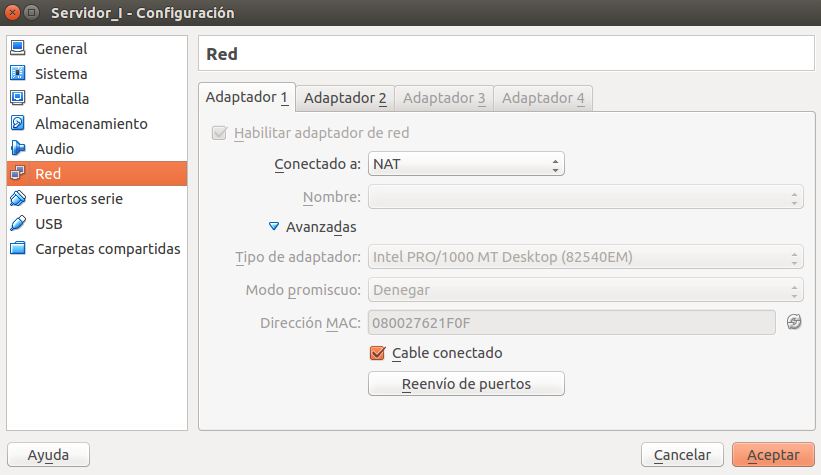 Servidor_I - Configuración
General
Sistema
Pantalla
Almacenamiento
Audio
Red
Puertos serie
USB
Carpetas compartidas
Red
Adaptador 1 Adaptador 2 Adaptador 3 Adaptador 4
Habilitar adaptador de red
Conectado a: NAT
Nombre:
Avanzadas
Tipo de adaptador: Intel PRO/1000 MT Desktop (82540EM)
Modo promiscuo: Denegar
Dirección MAC: 080027621F0F
Cable conectado
Reenvío de puertos
Ayuda Cancelar Aceptar